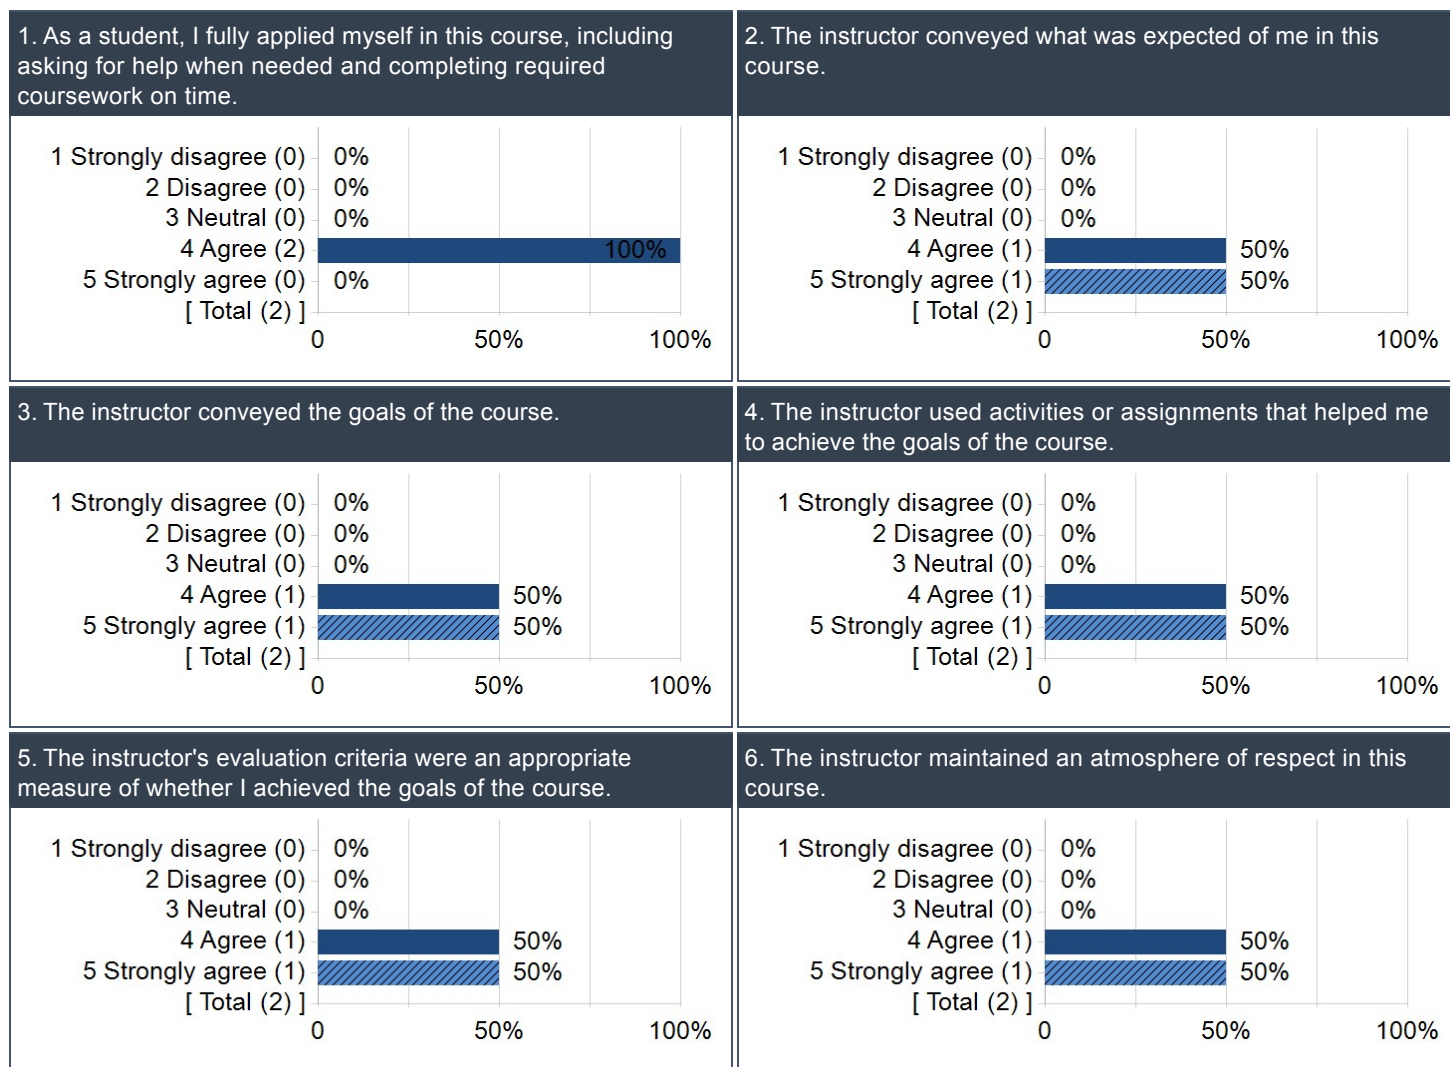 1. As a student, I fully applied myself in this course, including
asking for help when needed and completing required
coursework on time.
1 Strongly disagree (0) 0%
2 Disagree (0) 0%
3 Neutral (0) 0%
4 Agree (2) 100%
5 Strongly agree (0) 0%
[ Total (2) ]
0 50% 100%
2. The instructor conveyed what was expected of me in this
course.
1 Strongly disagree (0) 0%
2 Disagree (0) 0%
3 Neutral (0) 0%
4 Agree (1) 50%
5 Strongly agree (1) 50%
[ Total (2) ]
0 50% 100%
3. The instructor conveyed the goals of the course.
1 Strongly disagree (0) 0%
2 Disagree (0) 0%
3 Neutral (0) 0%
4 Agree (1) 50%
5 Strongly agree (1) 50%
[ Total (2) ]
0 50% 100%
4. The instructor used activities or assignments that helped me
to achieve the goals of the course.
1 Strongly disagree (0) 0%
2 Disagree (0) 0%
3 Neutral (0) 0%
4 Agree (1) 50%
5 Strongly agree (1) 50%
[ Total (2) ]
0 50% 100%
5. The instructor's evaluation criteria were an appropriate
measure of whether I achieved the goals of the course.
1 Strongly disagree (0) 0%
2 Disagree (0) 0%
3 Neutral (0) 0%
4 Agree (1) 50%
5 Strongly agree (1) 50%
[ Total (2) ]
0 50% 100%
6. The instructor maintained an atmosphere of respect in this
course.
1 Strongly disagree (0) 0%
2 Disagree (0) 0%
3 Neutral (0) 0%
4 Agree (1) 50%
5 Strongly agree (1) 50%
[ Total (2) ]
0 50% 100%